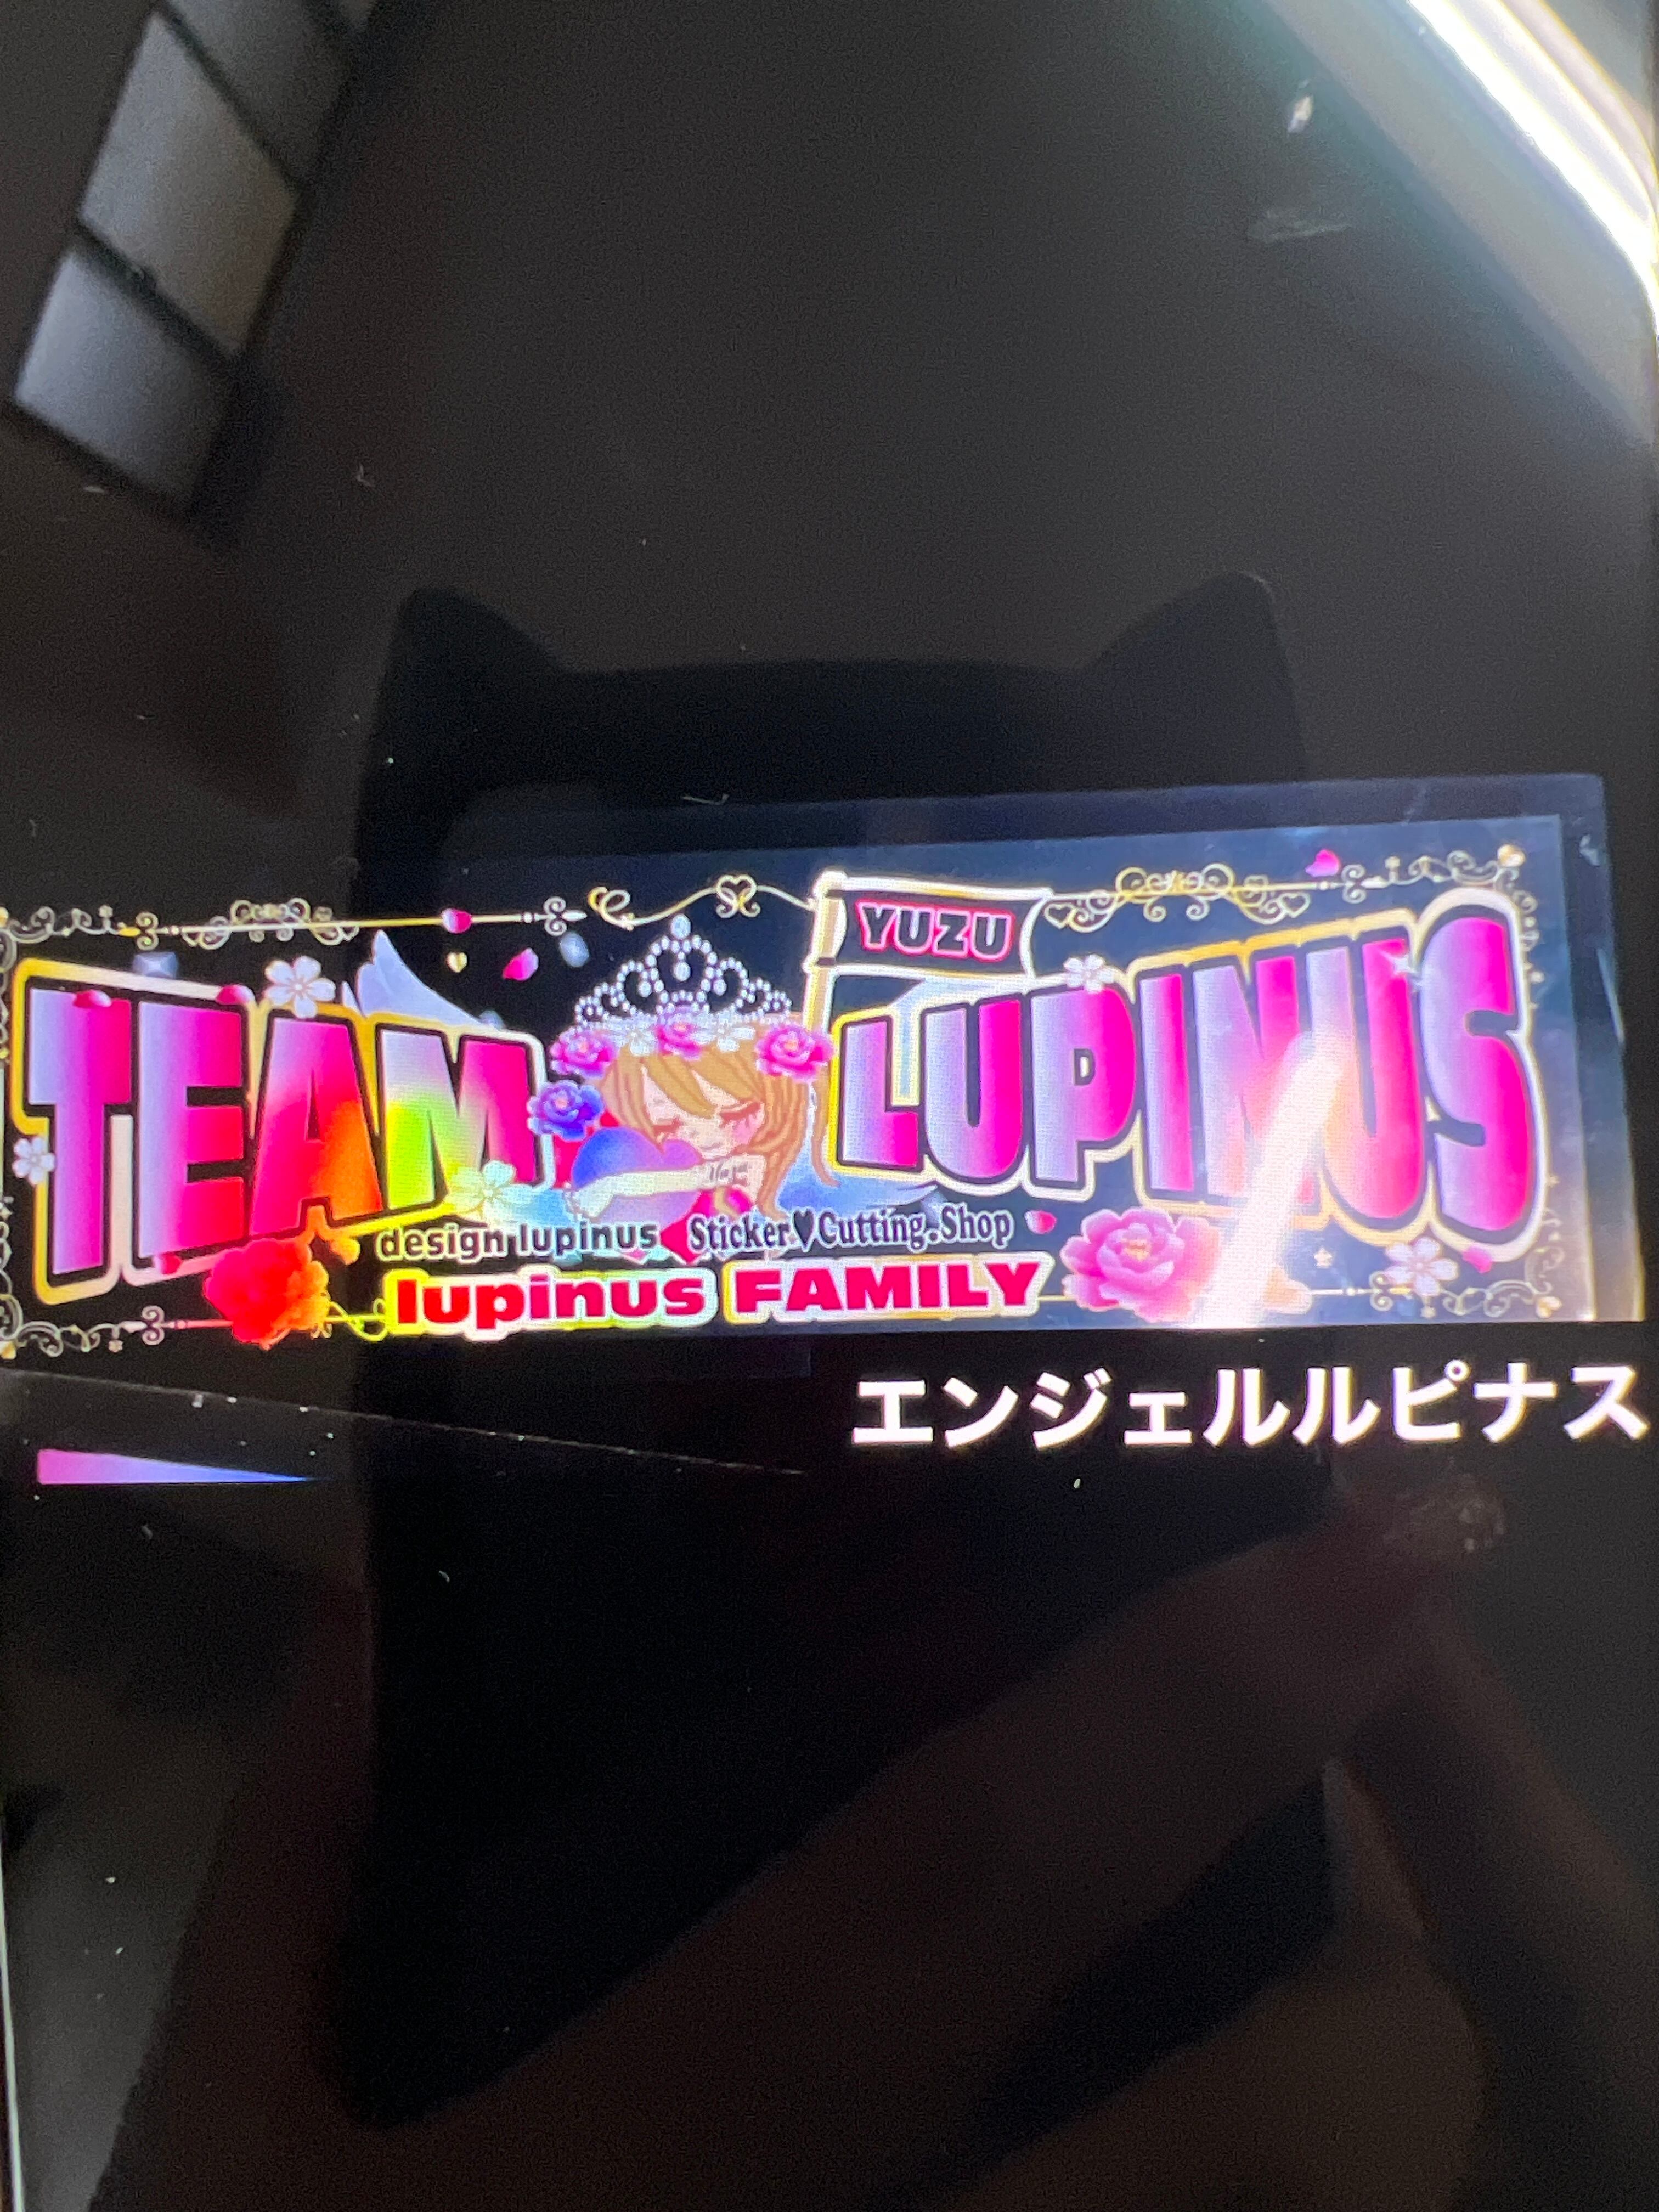 YUZU
TEAM LUPINUS
design lupinus Sticker♥Cutting.Shop
lupinus FAMILY
エンジェルルピナス